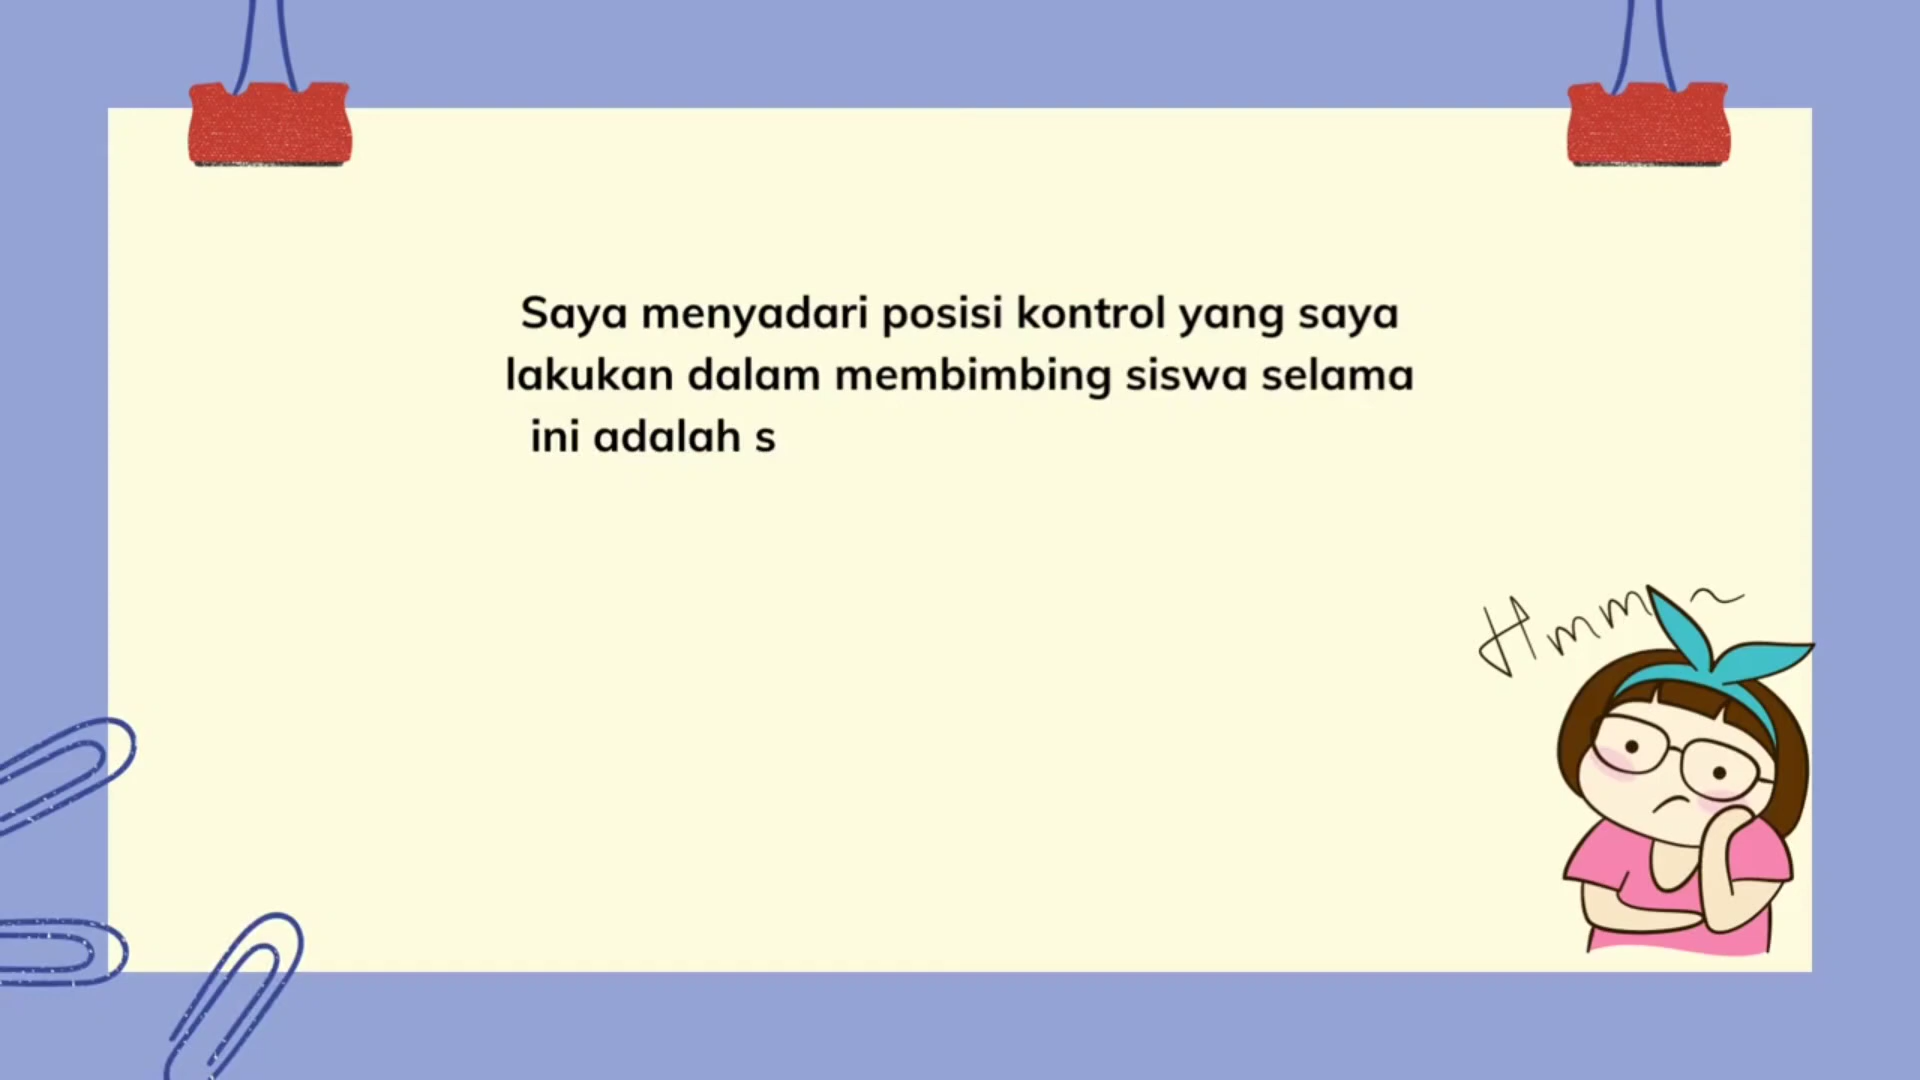 Saya menyadari posisi kontrol yang saya
lakukan dalam membimbing siswa selama
ini adalah s
Hmm~